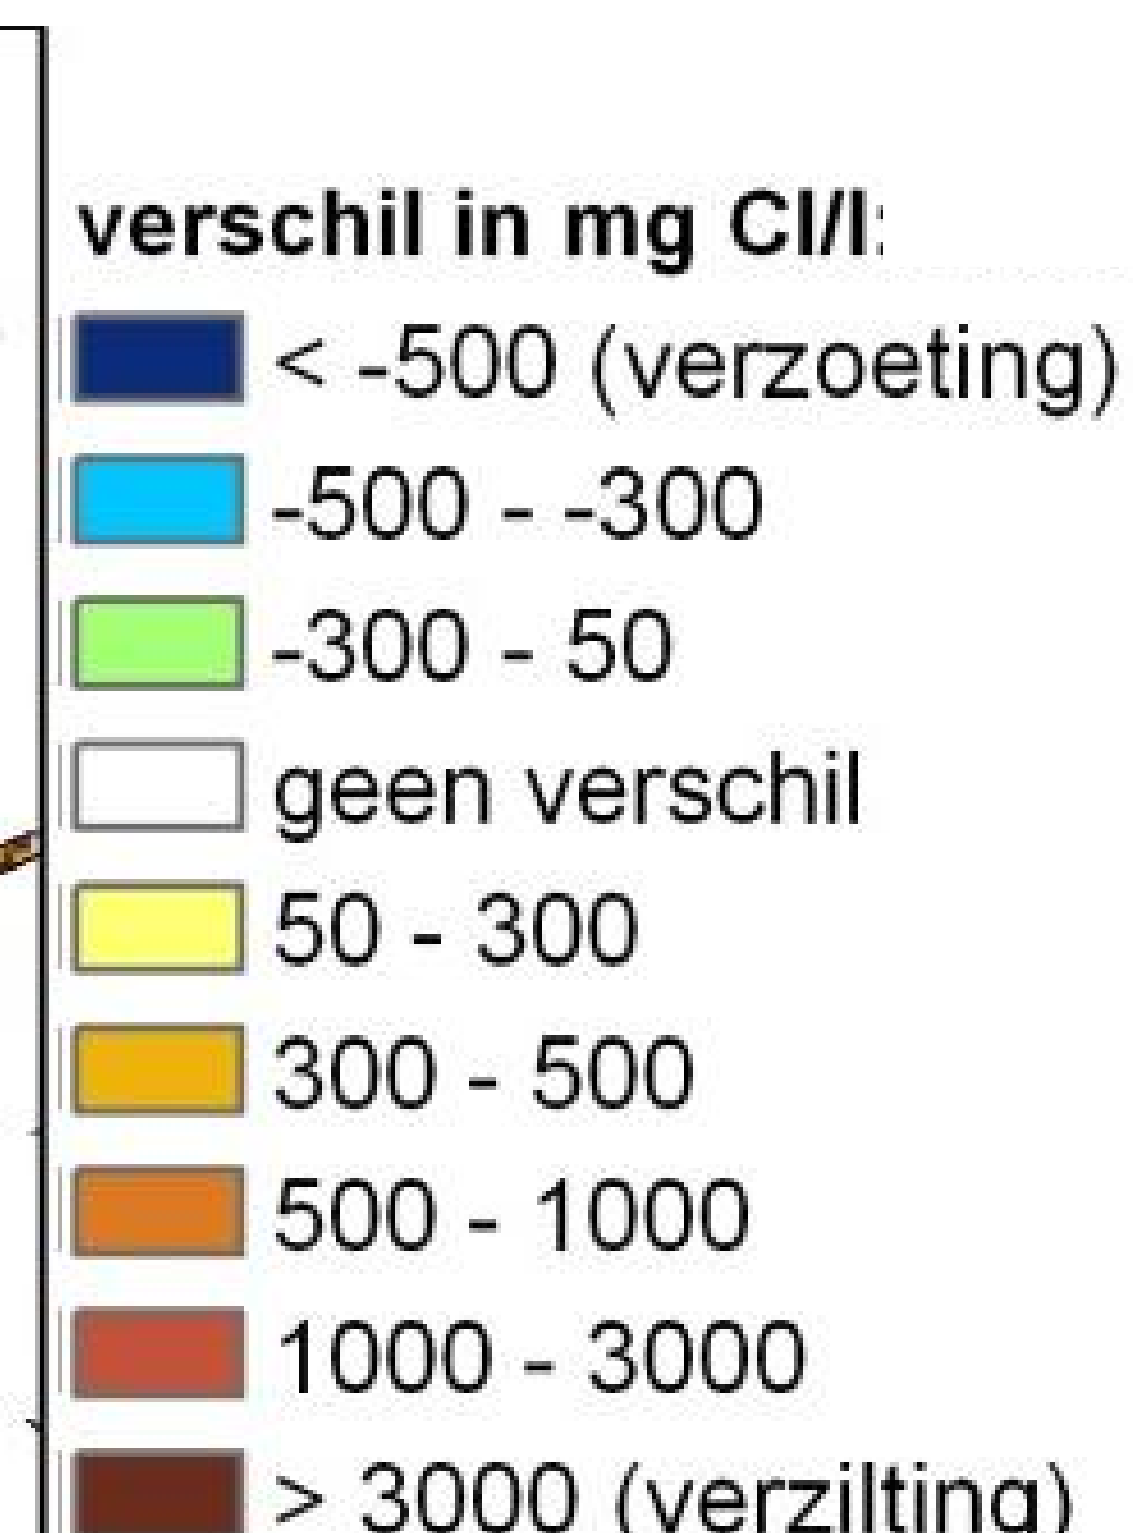 verschil in mg Cl/l:
< -500 (verzoeting)
-500 - -300
-300 - 50
geen verschil
50 - 300
300 - 500
500 - 1000
1000 - 3000
> 3000 (verzilting)